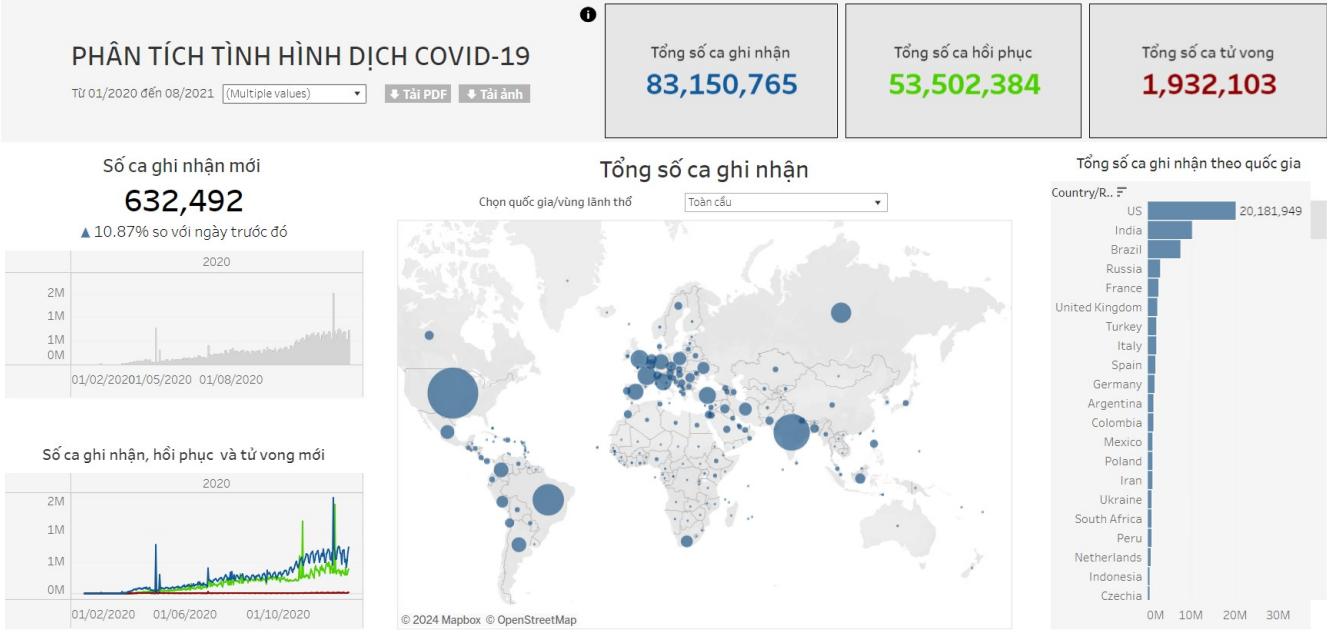 PHÂN TÍCH TÌNH HÌNH DỊCH COVID-19
Từ 01/2020 đến 08/2021 (Multiple values) Tải PDF Tải ảnh
i
Tổng số ca ghi nhận
83,150,765
Tổng số ca hồi phục
53,502,384
Tổng số ca tử vong
1,932,103
Số ca ghi nhận mới
632,492
▲ 10.87% so với ngày trước đó
2020
2M
1M
1M
0M
01/02/2020 01/05/2020 01/08/2020
Số ca ghi nhận, hồi phục và tử vong mới
2020
2M
1M
1M
0M
01/02/2020 01/06/2020 01/10/2020
Tổng số ca ghi nhận
Chọn quốc gia/vùng lãnh thổ Toàn cầu
© 2024 Mapbox © OpenStreetMap
Tổng số ca ghi nhận theo quốc gia
Country/R..
US 20,181,949
India
Brazil
Russia
France
United Kingdom
Turkey
Italy
Spain
Germany
Argentina
Colombia
Mexico
Poland
Iran
Ukraine
South Africa
Peru
Netherlands
Indonesia
Czechia
0M 10M 20M 30M